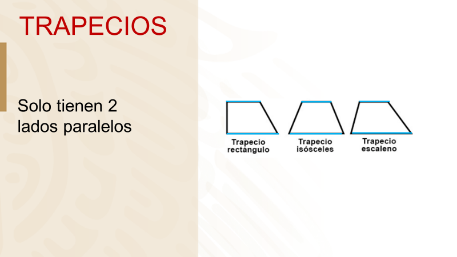 TRAPECIOS
Solo tienen 2
lados paralelos
Trapecio
rectángulo
Trapecio
isósceles
Trapecio
escaleno